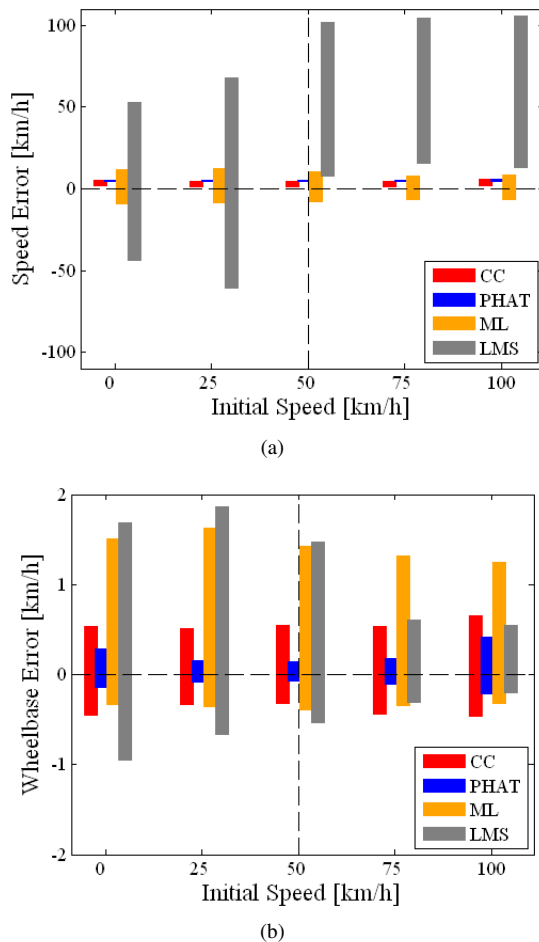 100
50
0
-50
-100
Speed Error [km/h]
CC
PHAT
ML
LMS
0 25 50 75 100
Initial Speed [km/h]
(a)
2
1
0
-1
-2
Wheelbase Error [km/h]
CC
PHAT
ML
LMS
0 25 50 75 100
Initial Speed [km/h]
(b)